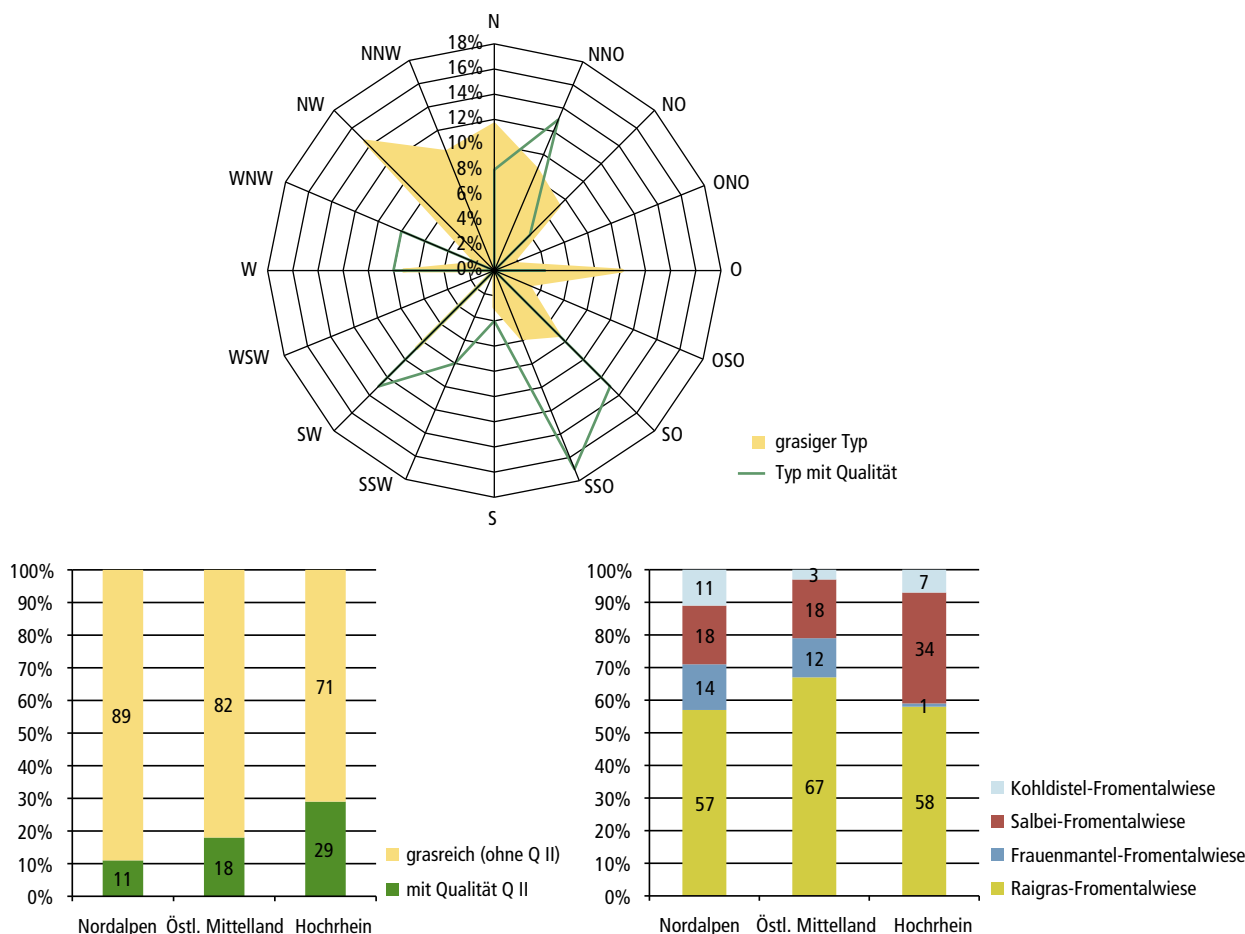 N
NNO
NO
ONO
O
OSO
SO
SSO
S
SSW
SW
WSW
W
WNW
NW
NNW
18%
16%
14%
12%
10%
8%
6%
4%
2%
0%
grasiger Typ
Typ mit Qualität
100%
90%
80%
70%
60%
50%
40%
30%
20%
10%
0%
89
82
71
11
18
29
Nordalpen Östl. Mittelland Hochrhein
grasreich (ohne Q II)
mit Qualität Q II
100%
90%
80%
70%
60%
50%
40%
30%
20%
10%
0%
11
3
7
18
18
34
14
12
1
57
67
58
Nordalpen Östl. Mittelland Hochrhein
Kohldistel-Fromentalwiese
Salbei-Fromentalwiese
Frauenmantel-Fromentalwiese
Raigras-Fromentalwiese